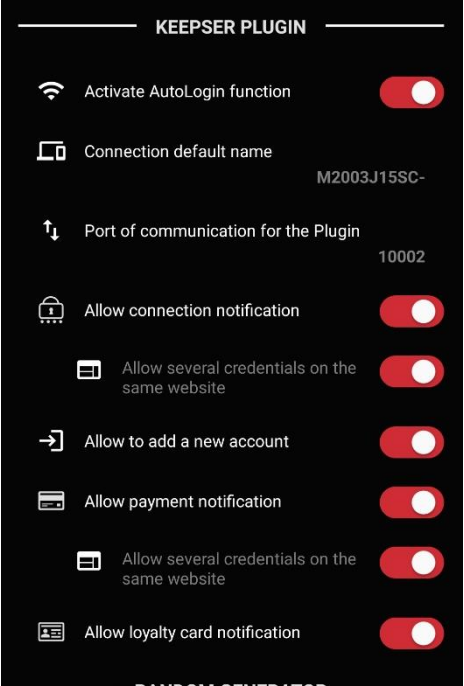 KEEPSER PLUGIN
Activate AutoLogin function
Connection default name
M2003J15SC-
Port of communication for the Plugin
10002
Allow connection notification
Allow several credentials on the
same website
Allow to add a new account
Allow payment notification
Allow several credentials on the
same website
Allow loyalty card notification
RANDOM GENERATOR